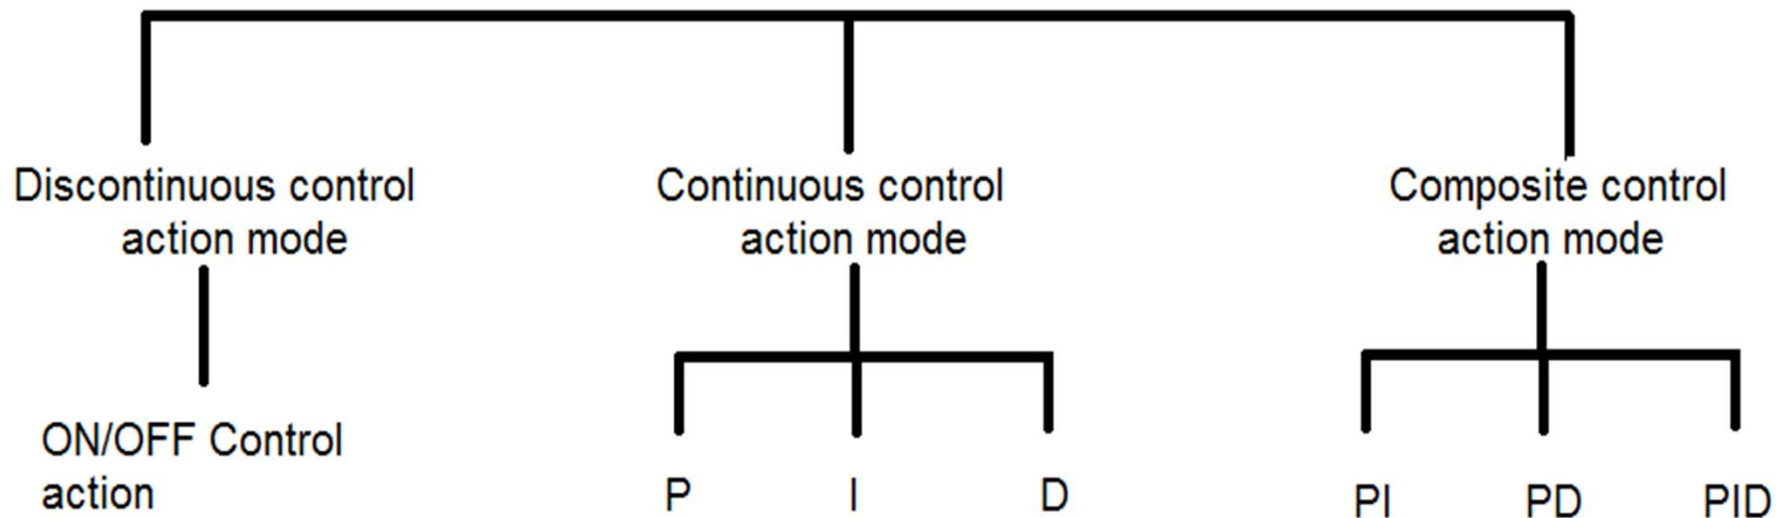 Discontinuous control
action mode
Continuous control
action mode
Composite control
action mode
ON/OFF Control
action
P
I
D
PI
PD
PID